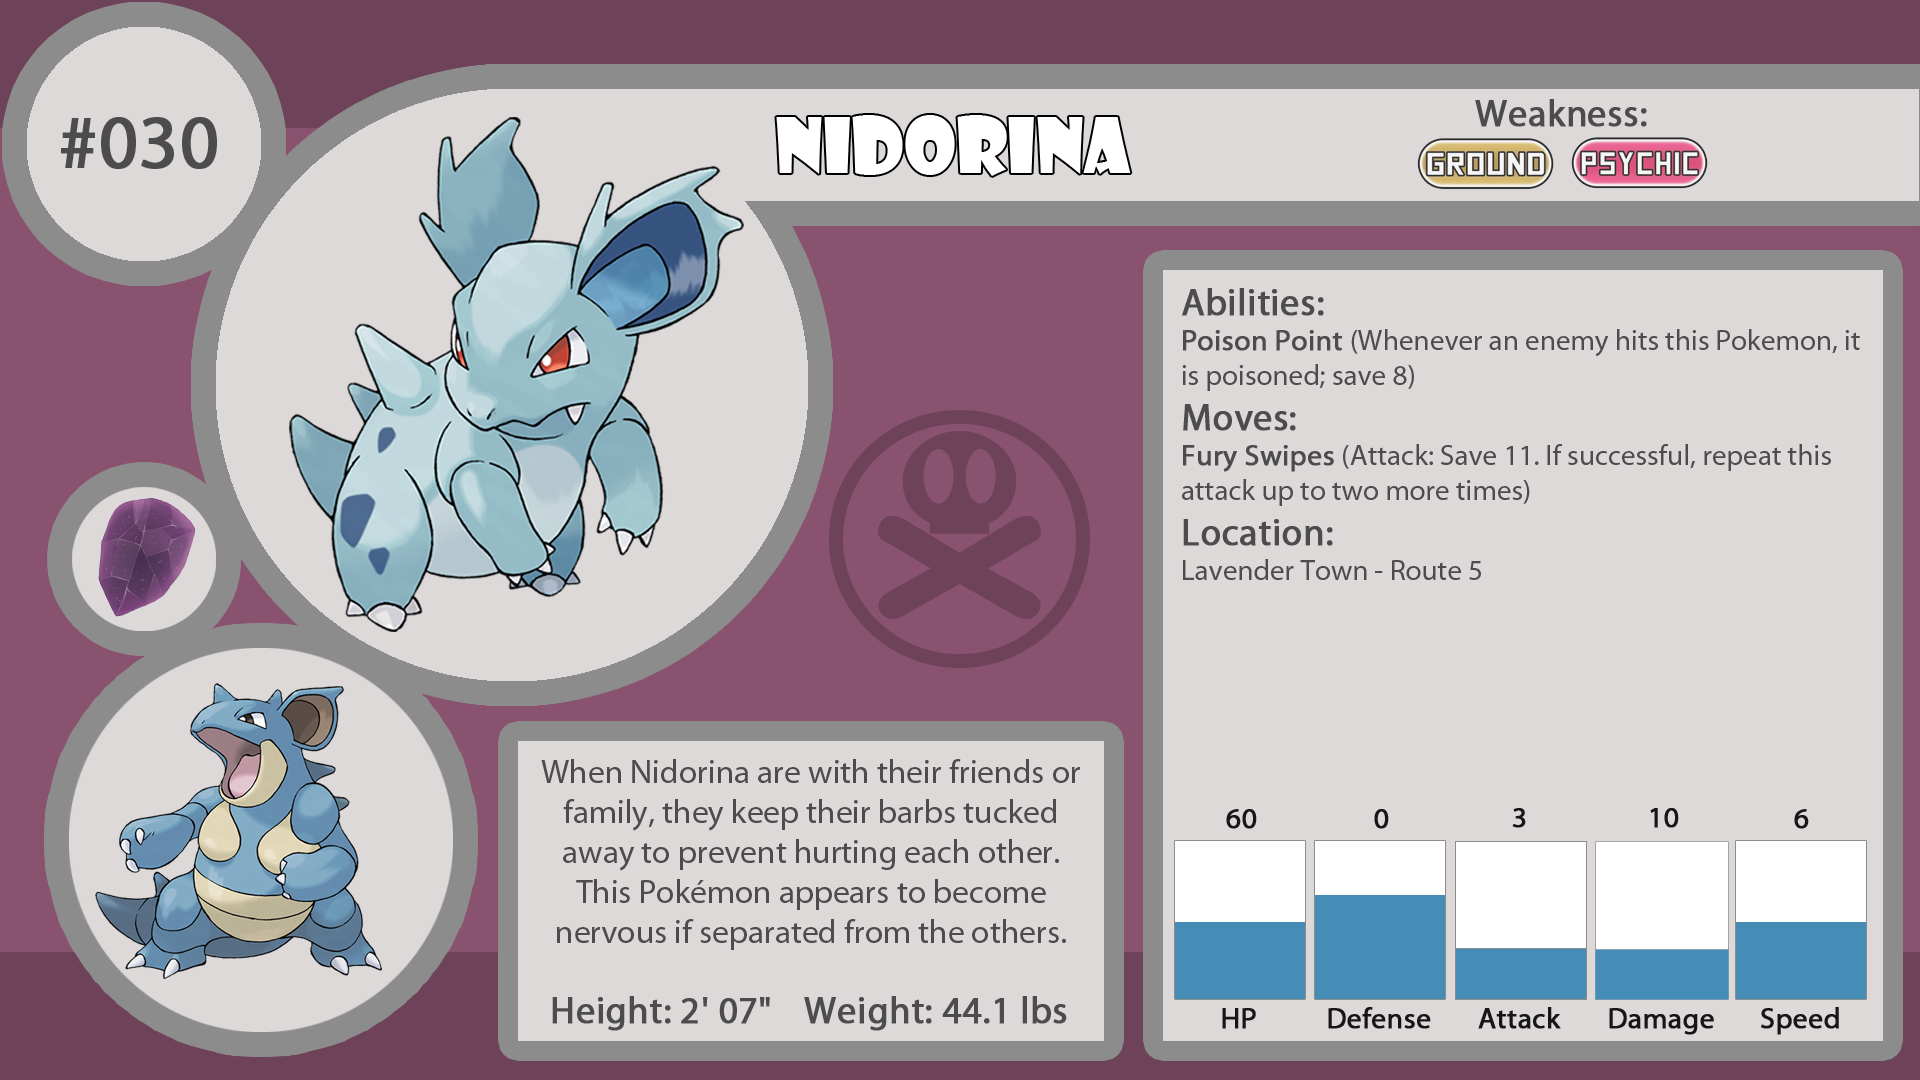 #030
NIDORINA
Weakness:
GROUND PSYCHIC
Abilities:
Poison Point (Whenever an enemy hits this Pokemon, it
is poisoned; save 8)
Moves:
Fury Swipes (Attack: Save 11. If successful, repeat this
attack up to two more times)
Location:
Lavender Town - Route 5
60 0 3 10 6
HP Defense Attack Damage Speed
When Nidorina are with their friends or
family, they keep their barbs tucked
away to prevent hurting each other.
This Pokémon appears to become
nervous if separated from the others.
Height: 2' 07" Weight: 44.1 lbs